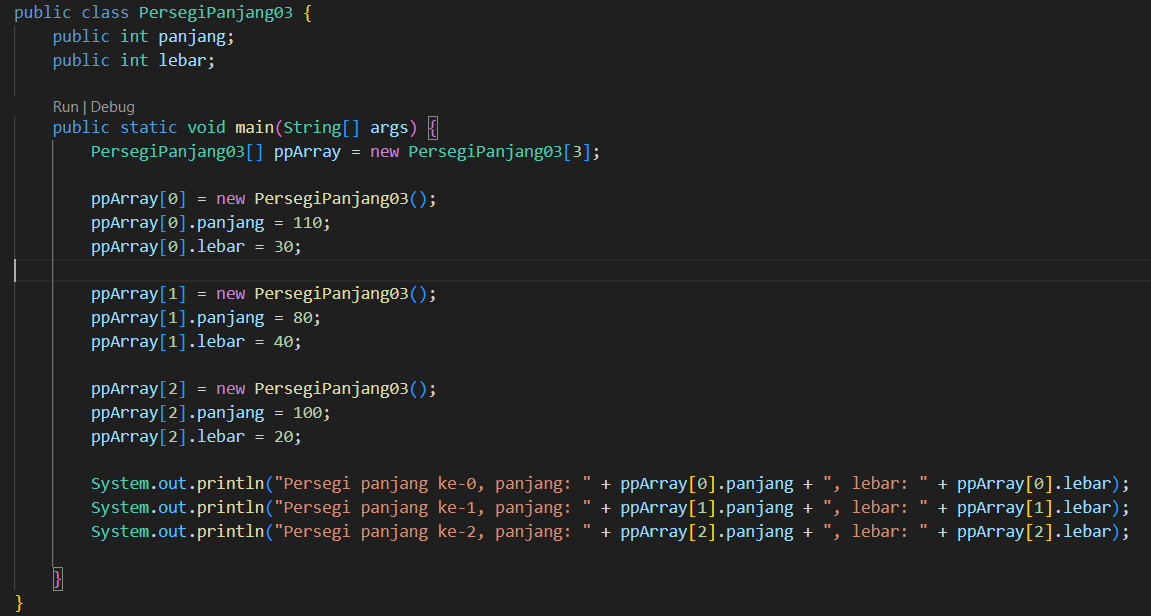 public class PersegiPanjang03 {
    public int panjang;
    public int lebar;

    Run | Debug
    public static void main(String[] args) {
        PersegiPanjang03[] ppArray = new PersegiPanjang03[3];

        ppArray[0] = new PersegiPanjang03();
        ppArray[0].panjang = 110;
        ppArray[0].lebar = 30;

        ppArray[1] = new PersegiPanjang03();
        ppArray[1].panjang = 80;
        ppArray[1].lebar = 40;

        ppArray[2] = new PersegiPanjang03();
        ppArray[2].panjang = 100;
        ppArray[2].lebar = 20;

        System.out.println("Persegi panjang ke-0, panjang: " + ppArray[0].panjang + ", lebar: " + ppArray[0].lebar);
        System.out.println("Persegi panjang ke-1, panjang: " + ppArray[1].panjang + ", lebar: " + ppArray[1].lebar);
        System.out.println("Persegi panjang ke-2, panjang: " + ppArray[2].panjang + ", lebar: " + ppArray[2].lebar);

    }
}